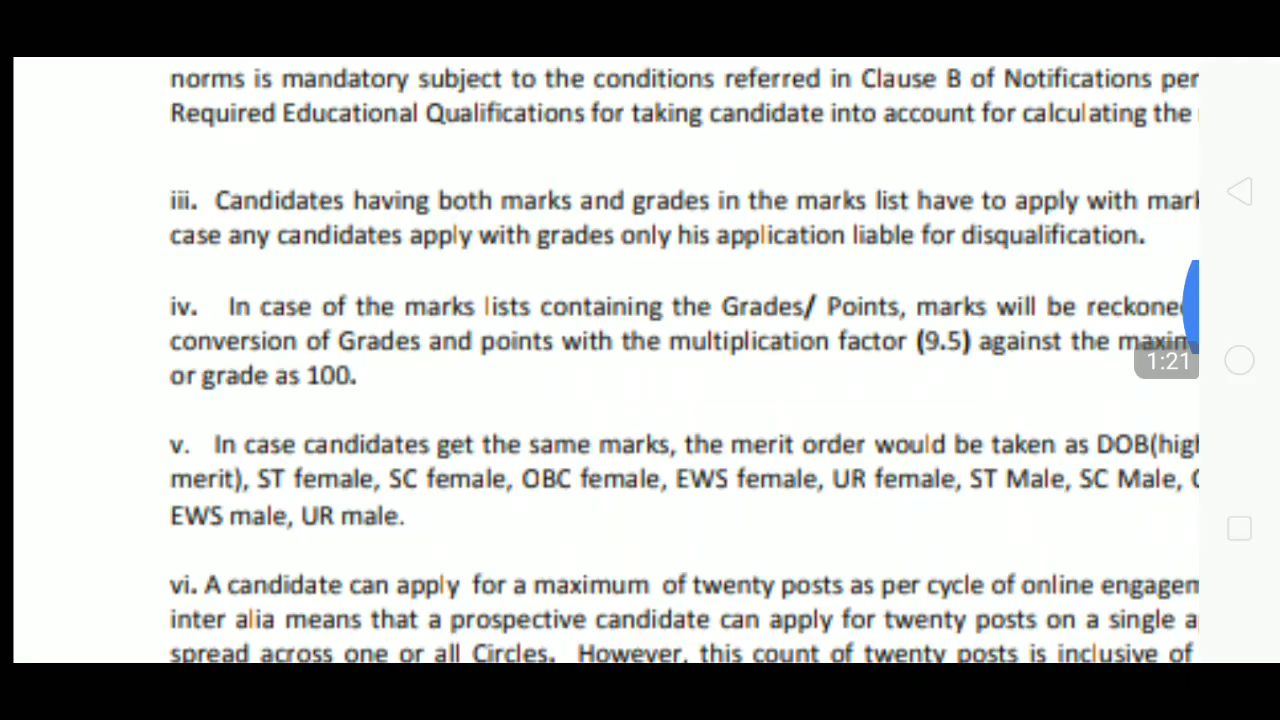 norms is mandatory subject to the conditions referred in Clause B of Notifications per
Required Educational Qualifications for taking candidate into account for calculating the
iii. Candidates having both marks and grades in the marks list have to apply with mark
case any candidates apply with grades only his application liable for disqualification.
iv. In case of the marks lists containing the Grades/ Points, marks will be reckoned
conversion of Grades and points with the multiplication factor (9.5) against the maxim
1:21
or grade as 100.
v. In case candidates get the same marks, the merit order would be taken as DOB(high
merit), ST female, SC female, OBC female, EWS female, UR female, ST Male, SC Male,
EWS male, UR male.
vi. A candidate can apply for a maximum of twenty posts as per cycle of online engagem
inter alia means that a prospective candidate can apply for twenty posts on a single
spread across one or all Circles. However, this count of twenty posts is inclusive of